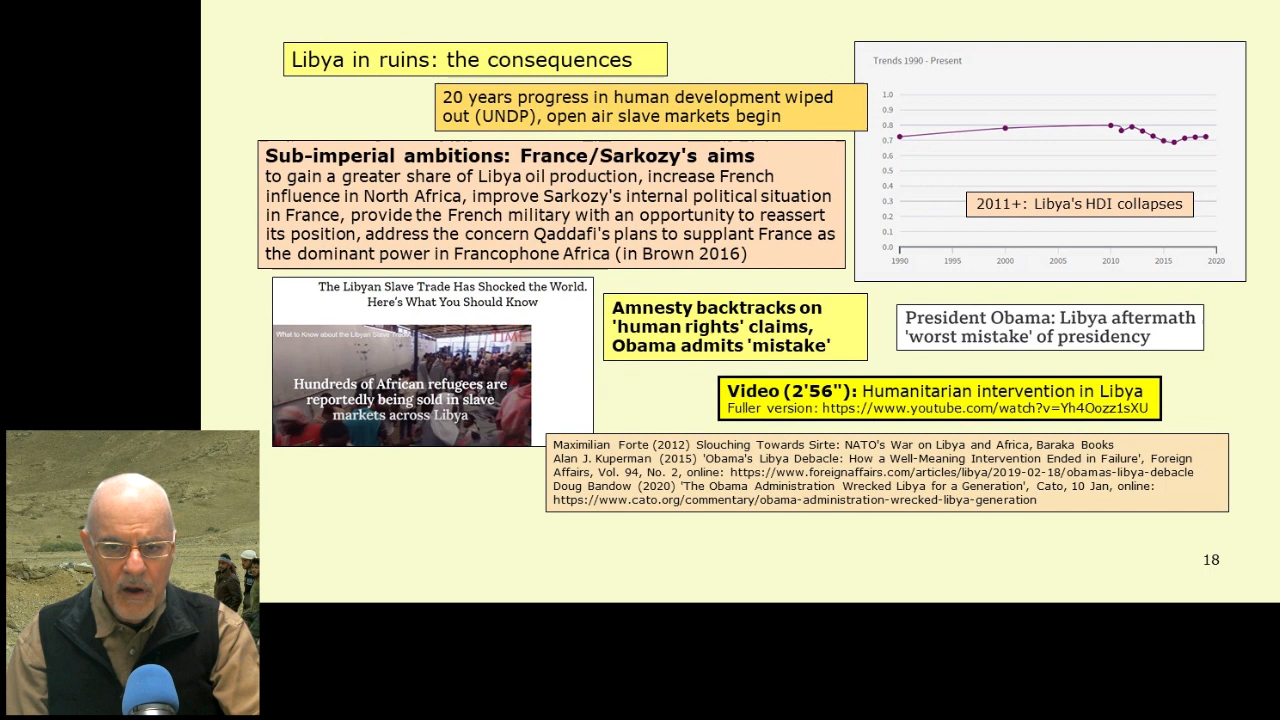 Libya in ruins: the consequences
20 years progress in human development wiped
out (UNDP), open air slave markets begin
Sub-imperial ambitions: France/Sarkozy's aims
to gain a greater share of Libya oil production, increase French
influence in North Africa, improve Sarkozy's internal political situation
in France, provide the French military with an opportunity to reassert
its position, address the concern Qaddafi's plans to supplant France as
the dominant power in Francophone Africa (in Brown 2016)
Trends 1990 - Present
1.0
0.9
0.8
0.7
0.6
0.5
0.4
0.3
0.2
0.1
0.0
2011+: Libya's HDI collapses
1990 1995 2000 2005 2010 2015 2020
The Libyan Slave Trade Has Shocked the World.
Here's What You Should Know
What to Know about the Libyan Slave Trade
TIME
Hundreds of African refugees are
reportedly being sold in slave
markets across Libya
Amnesty backtracks on
'human rights' claims,
Obama admits 'mistake'
President Obama: Libya aftermath
'worst mistake' of presidency
Video (2'56"): Humanitarian intervention in Libya
Fuller version: https://www.youtube.com/watch?v=Yh4Oozz1sXU
Maximilian Forte (2012) Slouching Towards Sirte: NATO's War on Libya and Africa, Baraka Books
Alan J. Kuperman (2015) 'Obama's Libya Debacle: How a Well-Meaning Intervention Ended in Failure', Foreign
Affairs, Vol. 94, No. 2, online: https://www.foreignaffairs.com/articles/libya/2019-02-18/obamas-libya-debacle
Doug Bandow (2020) 'The Obama Administration Wrecked Libya for a Generation', Cato, 10 Jan, online:
https://www.cato.org/commentary/obama-administration-wrecked-libya-generation
18